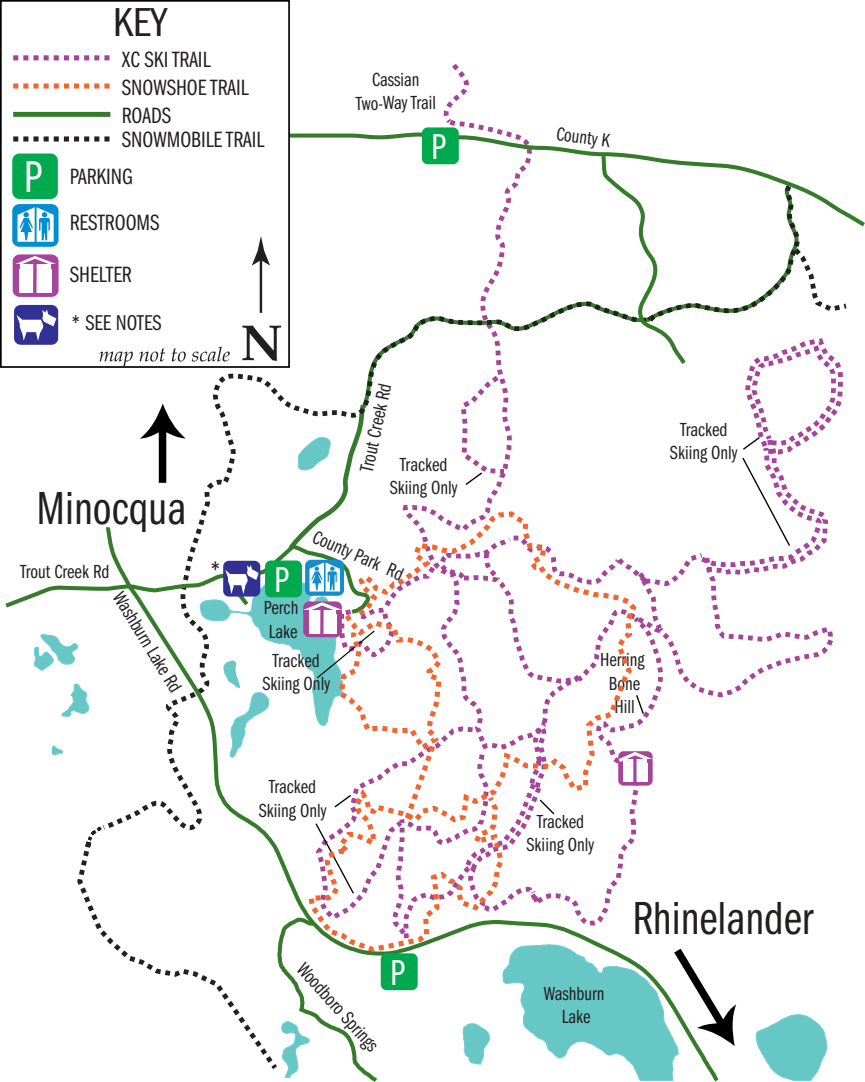 KEY
XC SKI TRAIL
SNOWSHOE TRAIL
ROADS
SNOWMOBILE TRAIL
P PARKING
RESTROOMS
SHELTER
* SEE NOTES
map not to scale
N
Cassian
Two-Way Trail
P
County K
Trout Creek Rd
Tracked
Skiing Only
Tracked
Skiing Only
Minocqua
County Park Rd
Trout Creek Rd
*
P
Perch
Lake
Washburn Lake Rd
Tracked
Skiing Only
Herring
Bone
Hill
Tracked
Skiing Only
Tracked
Skiing Only
Rhinelander
P
Woodboro Springs
Washburn
Lake